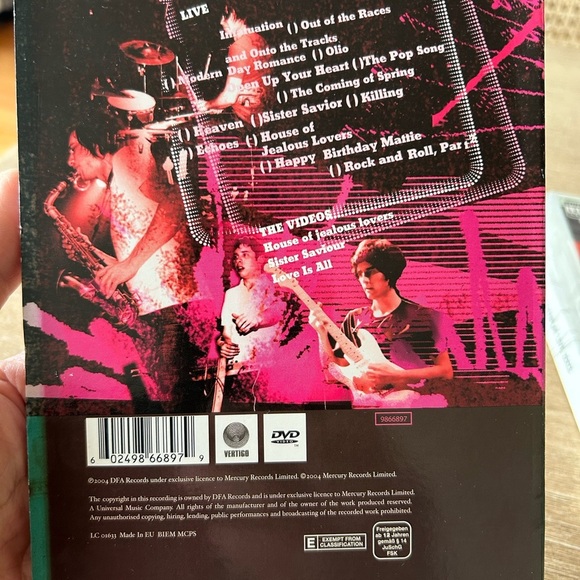 LIVE
Infatuation () Out of the Races
and Onto the Tracks
() Modern Day Romance () Olio
Open Up Your Heart () The Pop Song
() The Coming of Spring
() Heaven () Sister Savior () Killing
() Echoes () House of
Jealous Lovers
() Happy Birthday Mattie
() Rock and Roll, Part
THE VIDEOS
House of jealous lovers
Sister Saviour
Love Is All
6 02498 66897 9
VERTIGO
DVD
VIDEO
9866897
℗2004 DFA Records under exclusive licence to Mercury Records Limited. ©2004 Mercury Records Limited.
The copyright in this recording is owned by DFA Records and is under exclusive licence to Mercury Records Limited.
A Universal Music Company. All rights of the manufacturer and of the owner of the work produced reserved.
Any unauthorised copying, hiring, lending, public performances and broadcasting of the recorded work prohibited.
LC 01633 Made In EU BIEM MCPS
E EXEMPT FROM
CLASSIFICATION
Freigegeben
ab 12 Jahren
gemäß § 14
JuSchG
FSK